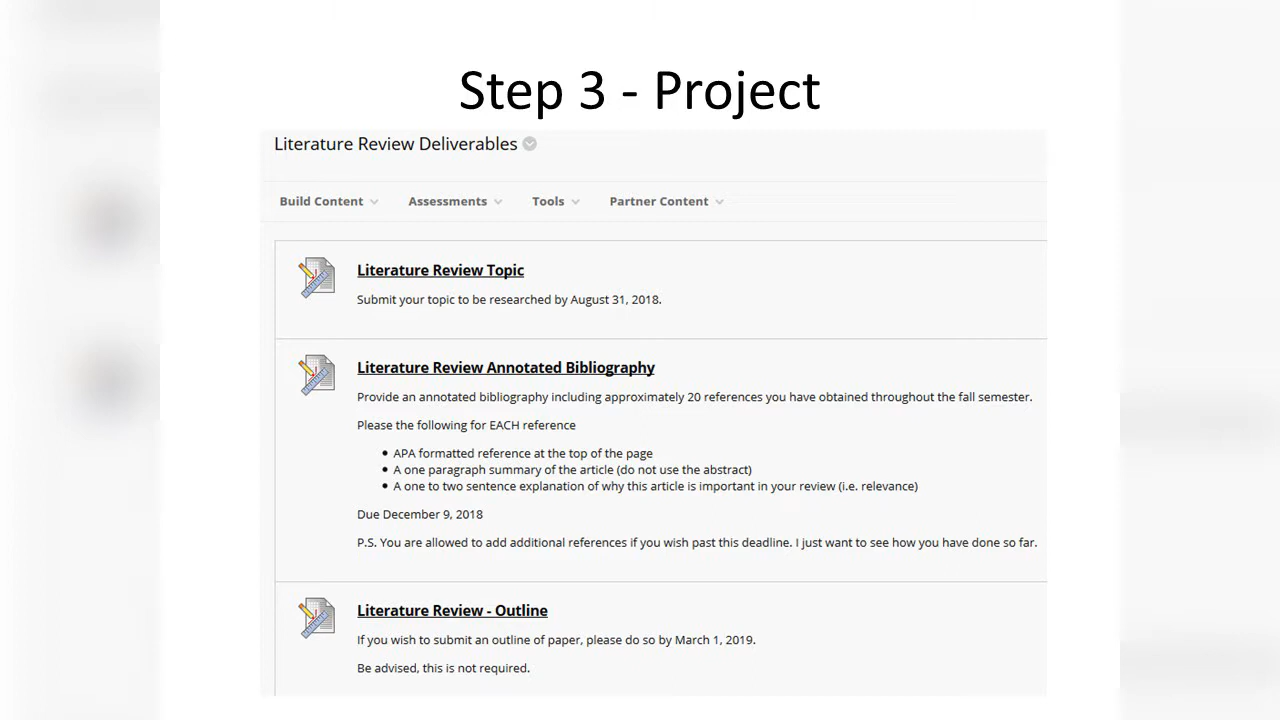 Step 3 - Project
Literature Review Deliverables
Build Content Assessments Tools Partner Content
Literature Review Topic
Submit your topic to be researched by August 31, 2018.
Literature Review Annotated Bibliography
Provide an annotated bibliography including approximately 20 references you have obtained throughout the fall semester.
Please the following for EACH reference
• APA formatted reference at the top of the page
• A one paragraph summary of the article (do not use the abstract)
• A one to two sentence explanation of why this article is important in your review (i.e. relevance)
Due December 9, 2018
P.S. You are allowed to add additional references if you wish past this deadline. I just want to see how you have done so far.
Literature Review - Outline
If you wish to submit an outline of paper, please do so by March 1, 2019.
Be advised, this is not required.